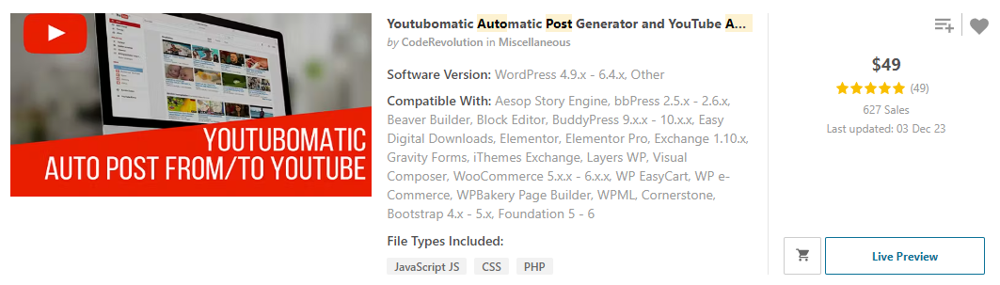 Youtubomatic Automatic Post Generator and YouTube A...
by CodeRevolution in Miscellaneous
Software Version: WordPress 4.9.x - 6.4.x, Other
Compatible With: Aesop Story Engine, bbPress 2.5.x - 2.6.x,
Beaver Builder, Block Editor, BuddyPress 9.x.x - 10.x.x, Easy
Digital Downloads, Elementor, Elementor Pro, Exchange 1.10.x,
Gravity Forms, iThemes Exchange, Layers WP, Visual
Composer, WooCommerce 5.x.x - 6.x.x, WP EasyCart, WP e-
Commerce, WPBakery Page Builder, WPML, Cornerstone,
Bootstrap 4.x - 5.x, Foundation 5 - 6
File Types Included:
JavaScript JS
CSS
PHP
YOUTUBOMATIC
AUTO POST FROM/TO YOUTUBE
$49
(49)
627 Sales
Last updated: 03 Dec 23
Live Preview